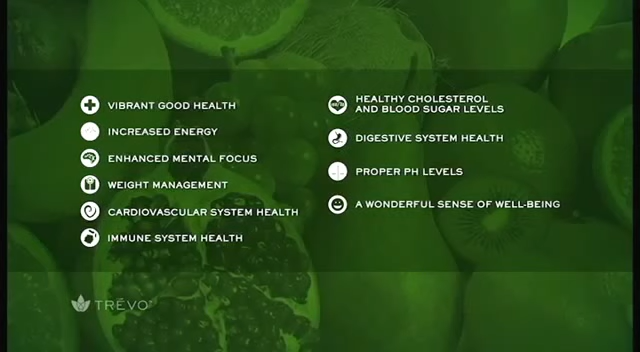 VIBRANT GOOD HEALTH
INCREASED ENERGY
ENHANCED MENTAL FOCUS
WEIGHT MANAGEMENT
CARDIOVASCULAR SYSTEM HEALTH
IMMUNE SYSTEM HEALTH
HEALTHY CHOLESTEROL
AND BLOOD SUGAR LEVELS
DIGESTIVE SYSTEM HEALTH
PROPER PH LEVELS
A WONDERFUL SENSE OF WELL-BEING
TRĒVO